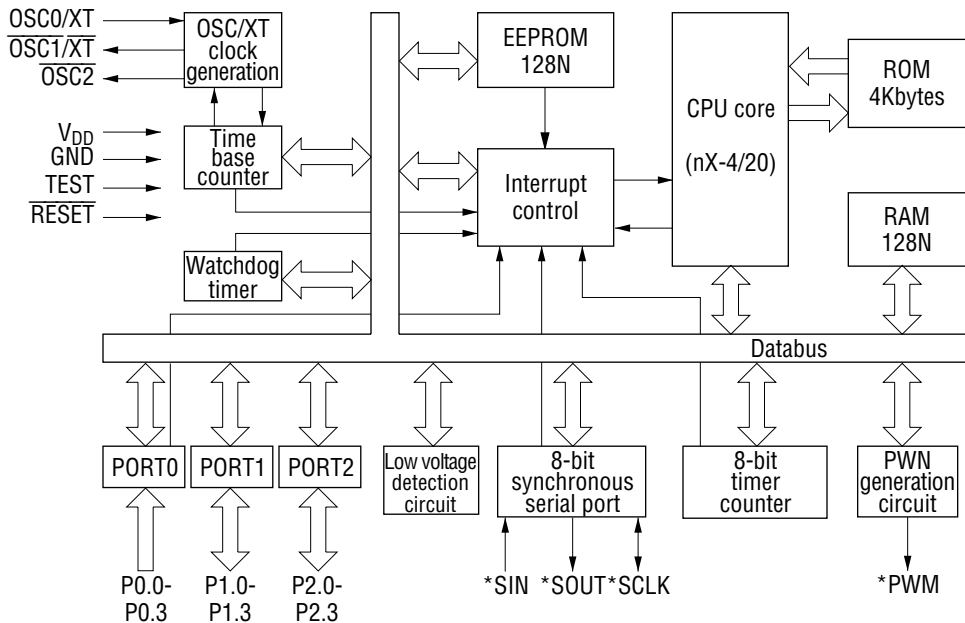 OSC0/XT
OSC1/XT
OSC2
OSC/XT
clock
generation
VDD
GND
TEST
RESET
Time
base
counter
Watchdog
timer
EEPROM
128N
Interrupt
control
CPU core
(nX-4/20)
ROM
4Kbytes
RAM
128N
Databus
PORT0
PORT1
PORT2
Low voltage
detection
circuit
8-bit
synchronous
serial port
8-bit
timer
counter
PWN
generation
circuit
P0.0-
P0.3
P1.0-
P1.3
P2.0-
P2.3
*SIN
*SOUT
*SCLK
*PWM